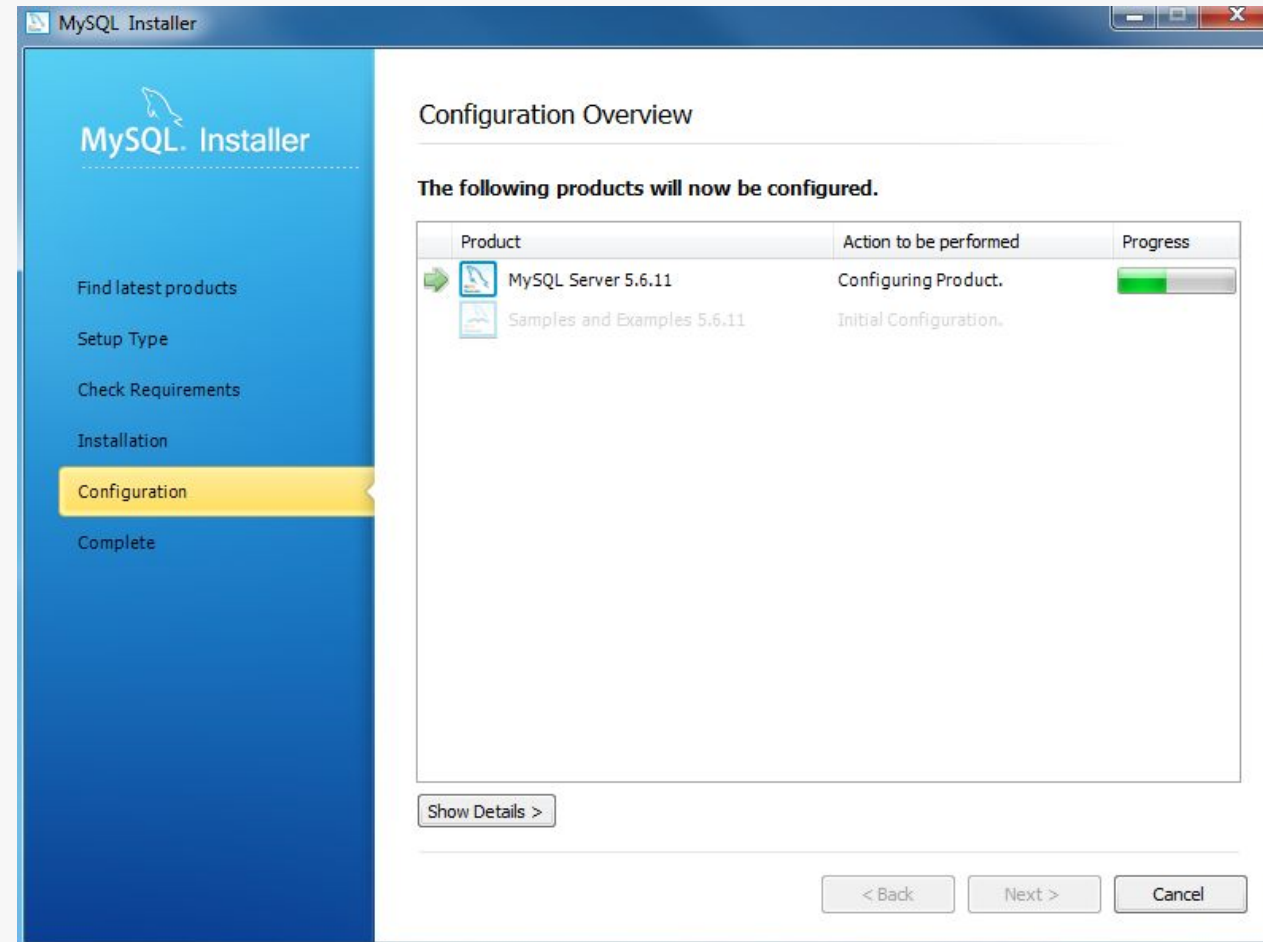 MySQL Installer
MySQL. Installer
Find latest products
Setup Type
Check Requirements
Installation
Configuration
Complete
Configuration Overview
The following products will now be configured.
Product Action to be performed Progress
MySQL Server 5.6.11 Configuring Product.
Samples and Examples 5.6.11 Initial Configuration.
Show Details >
< Back Next > Cancel